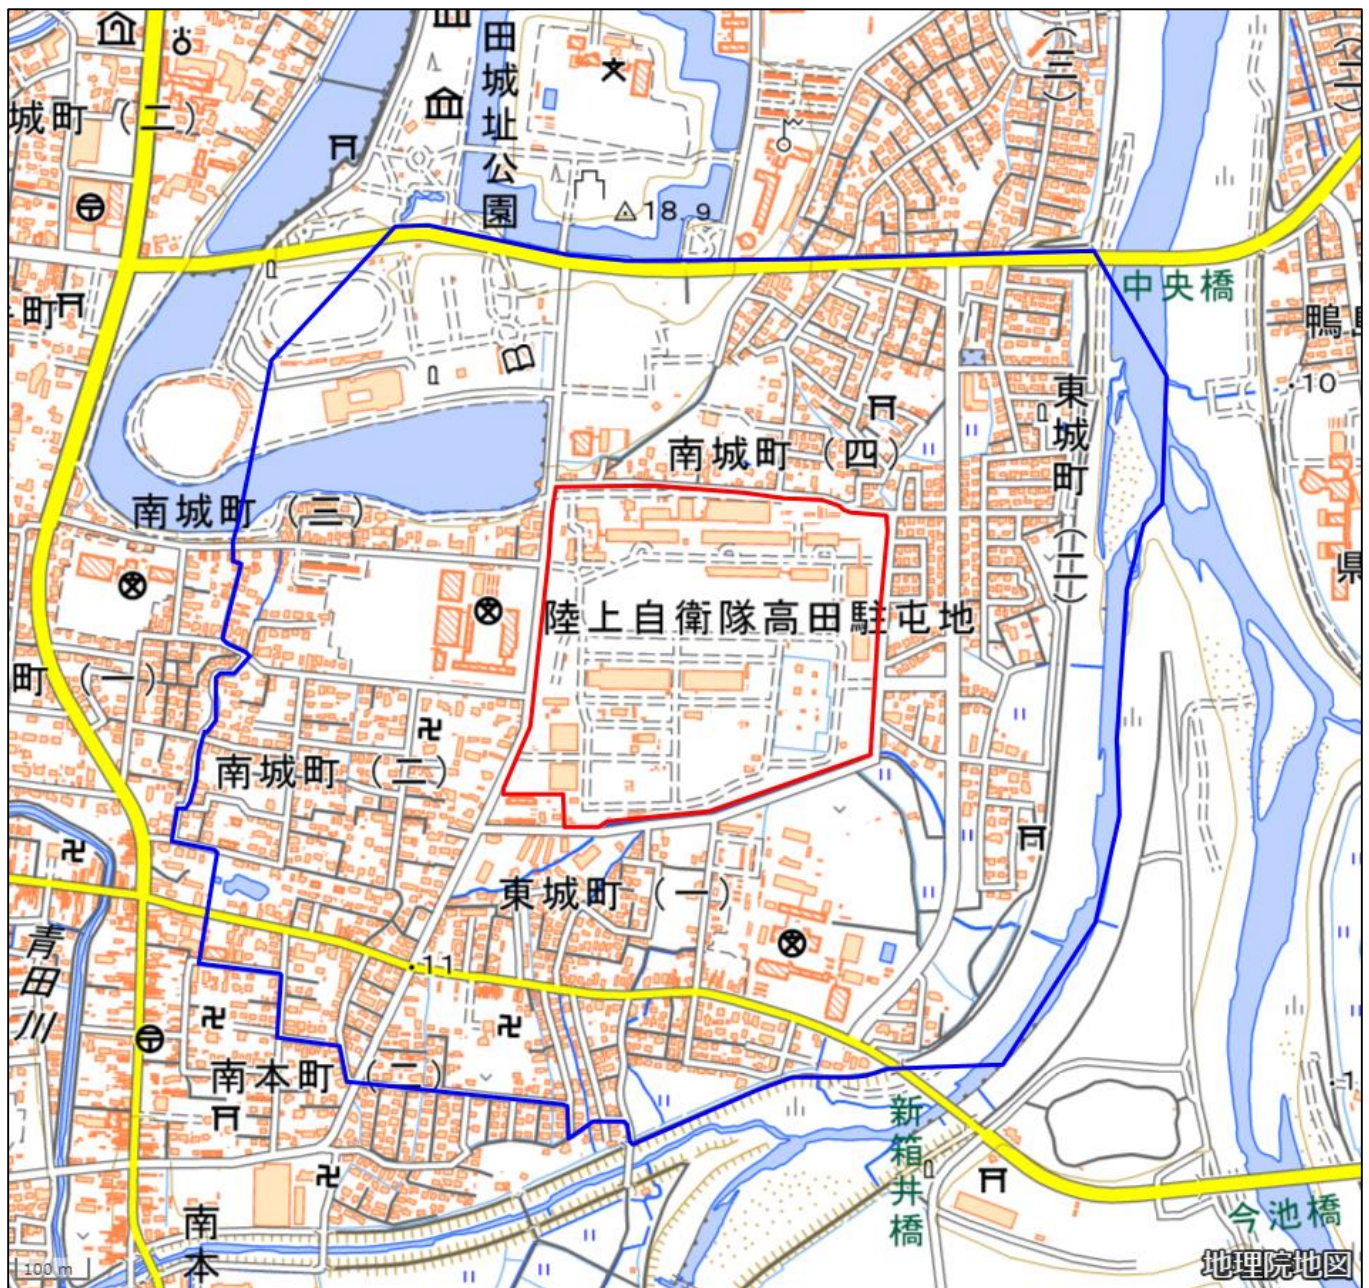 田城址公園
城町（二）
（三）
18.9
中央橋
町
鴨島
10
東城町（二）
南城町（四）
南城町（三）
県
陸上自衛隊高田駐屯地
町（一）
南城町（二）
東城町（一）
青田川
11
南本町（二）
新箱井橋
今池橋
南本
100 m
地理院地図